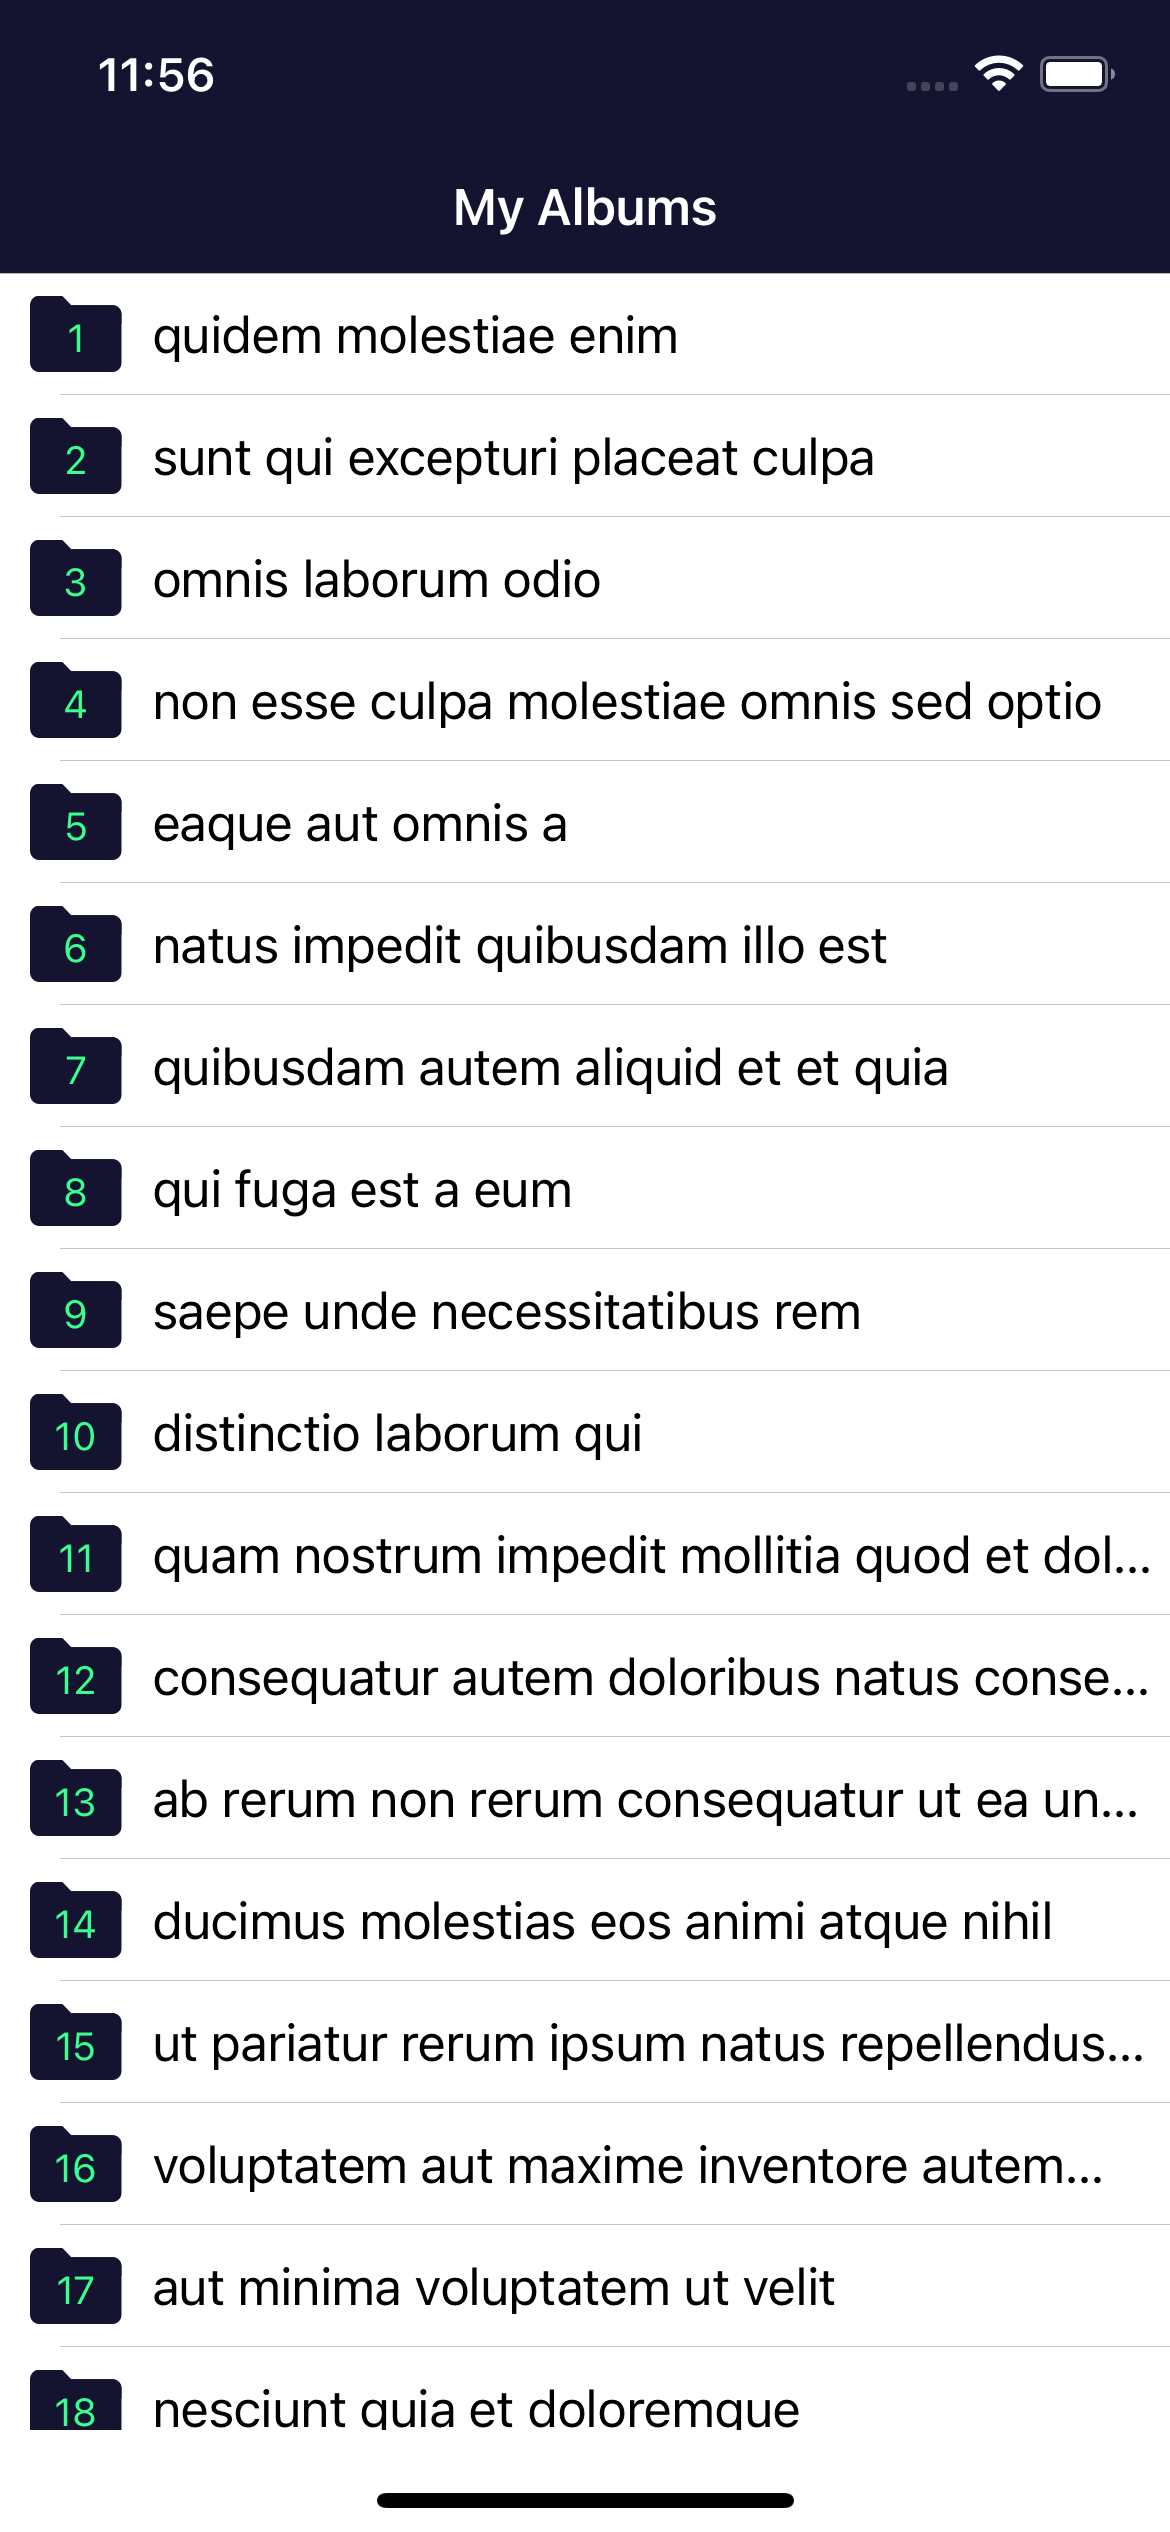 11:56
My Albums
1 quidem molestiae enim
2 sunt qui excepturi placeat culpa
3 omnis laborum odio
4 non esse culpa molestiae omnis sed optio
5 eaque aut omnis a
6 natus impedit quibusdam illo est
7 quibusdam autem aliquid et et quia
8 qui fuga est a eum
9 saepe unde necessitatibus rem
10 distinctio laborum qui
11 quam nostrum impedit mollitia quod et dol...
12 consequatur autem doloribus natus conse...
13 ab rerum non rerum consequatur ut ea un...
14 ducimus molestias eos animi atque nihil
15 ut pariatur rerum ipsum natus repellendus...
16 voluptatem aut maxime inventore autem...
17 aut minima voluptatem ut velit
18 nesciunt quia et doloremque